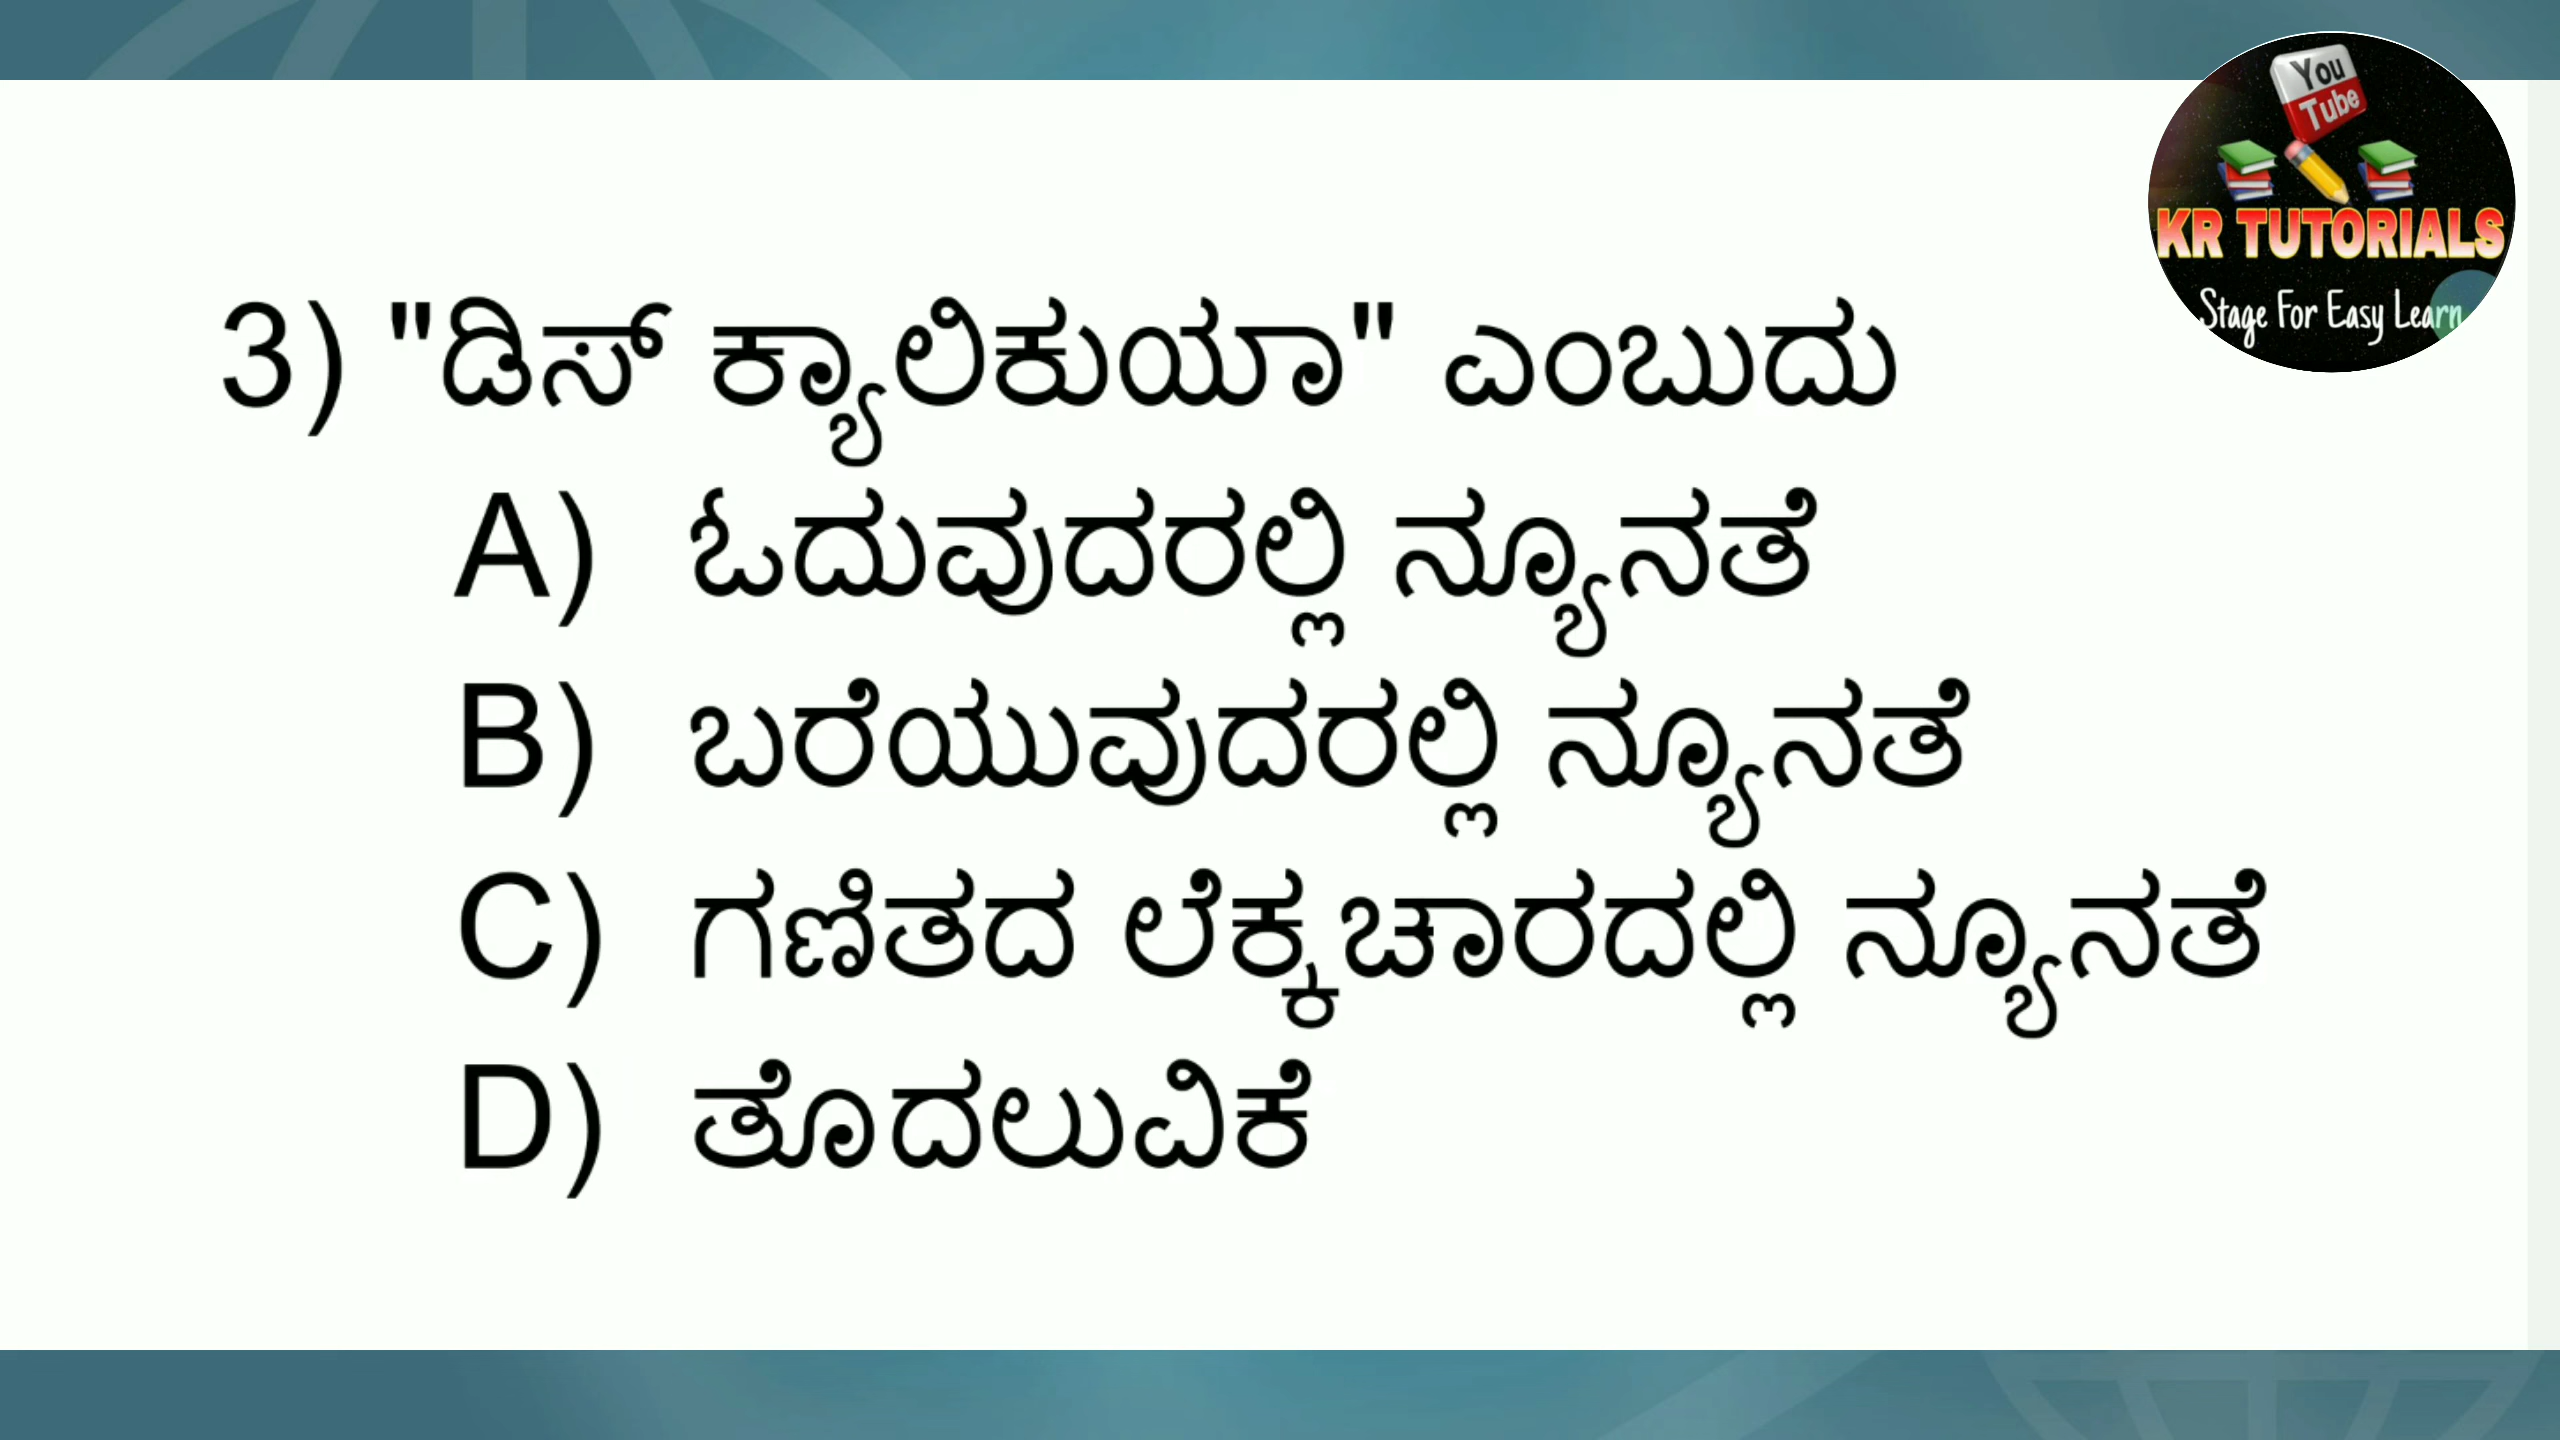 You
Tube
KR TUTORIALS
Stage For Easy Learn
3) "ಡಿಸ್ ಕ್ಯಾಲಿಕುಯಾ" ಎಂಬುದು
A) ಓದುವುದರಲ್ಲಿ ನ್ಯೂನತೆ
B) ಬರೆಯುವುದರಲ್ಲಿ ನ್ಯೂನತೆ
C) ಗಣಿತದ ಲೆಕ್ಕಚಾರದಲ್ಲಿ ನ್ಯೂನತೆ
D) ತೊದಲುವಿಕೆ